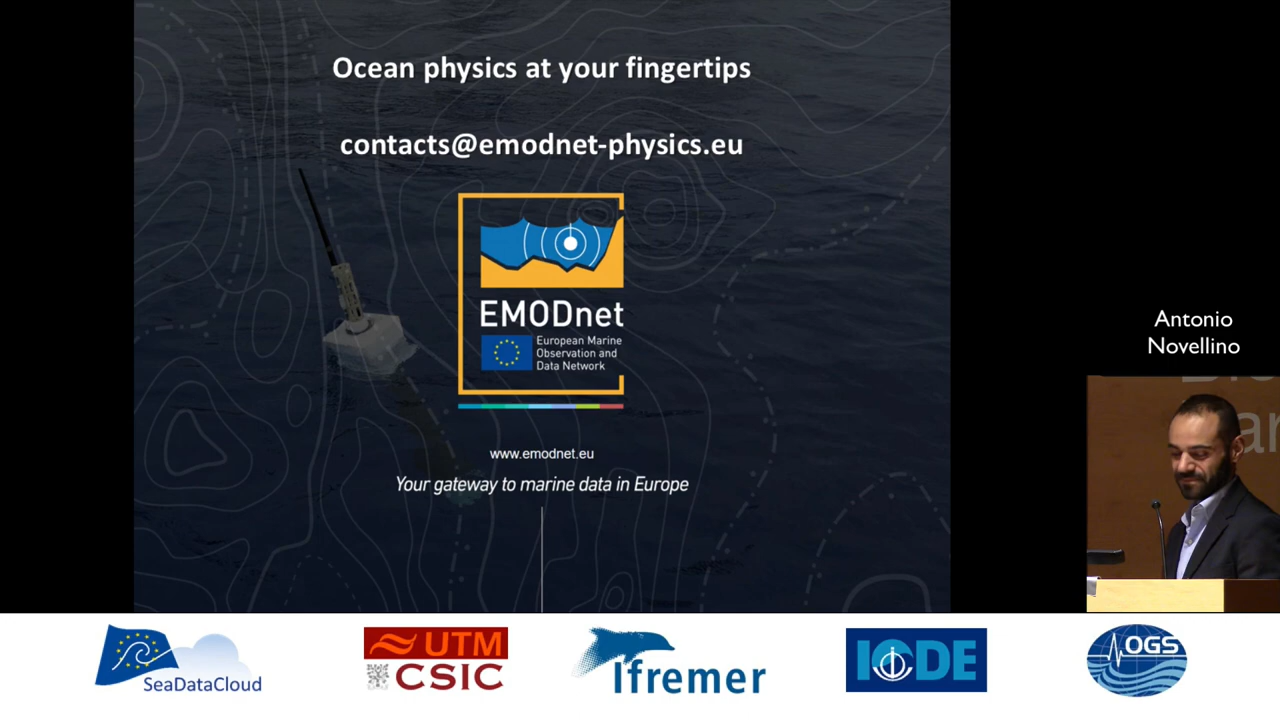 Ocean physics at your fingertips
contacts@emodnet-physics.eu
EMODnet
European Marine
Observation and
Data Network
www.emodnet.eu
Your gateway to marine data in Europe
Antonio
Novellino
SeaDataCloud
UTM
CSIC
Ifremer
IODE
OGS